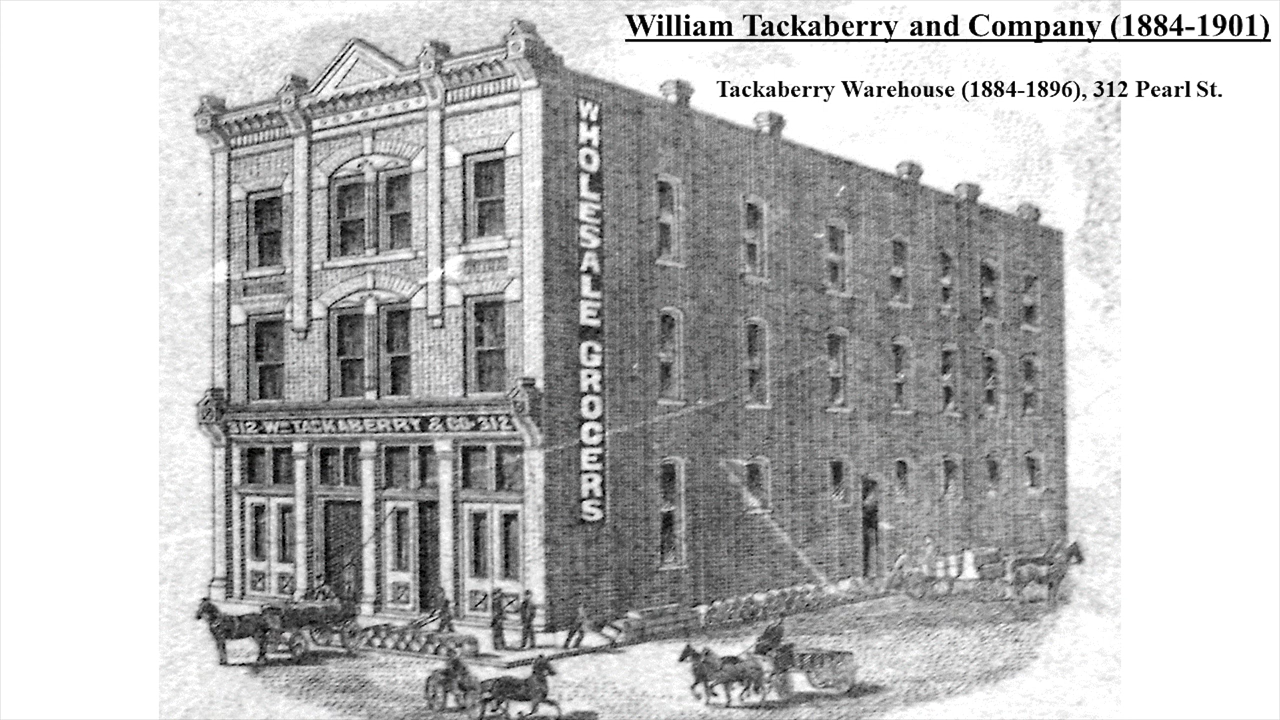 William Tackaberry and Company (1884-1901)
Tackaberry Warehouse (1884-1896), 312 Pearl St.
WHOLESALE GROCERS
312 Wm TACKABERRY & CO. 312